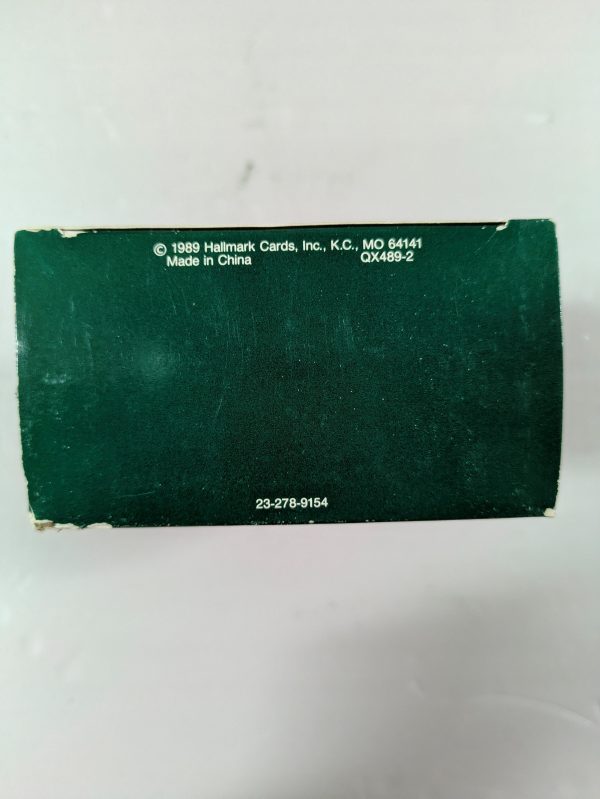 © 1989 Hallmark Cards, Inc., K.C., MO 64141
Made in China QX489-2
23-278-9154